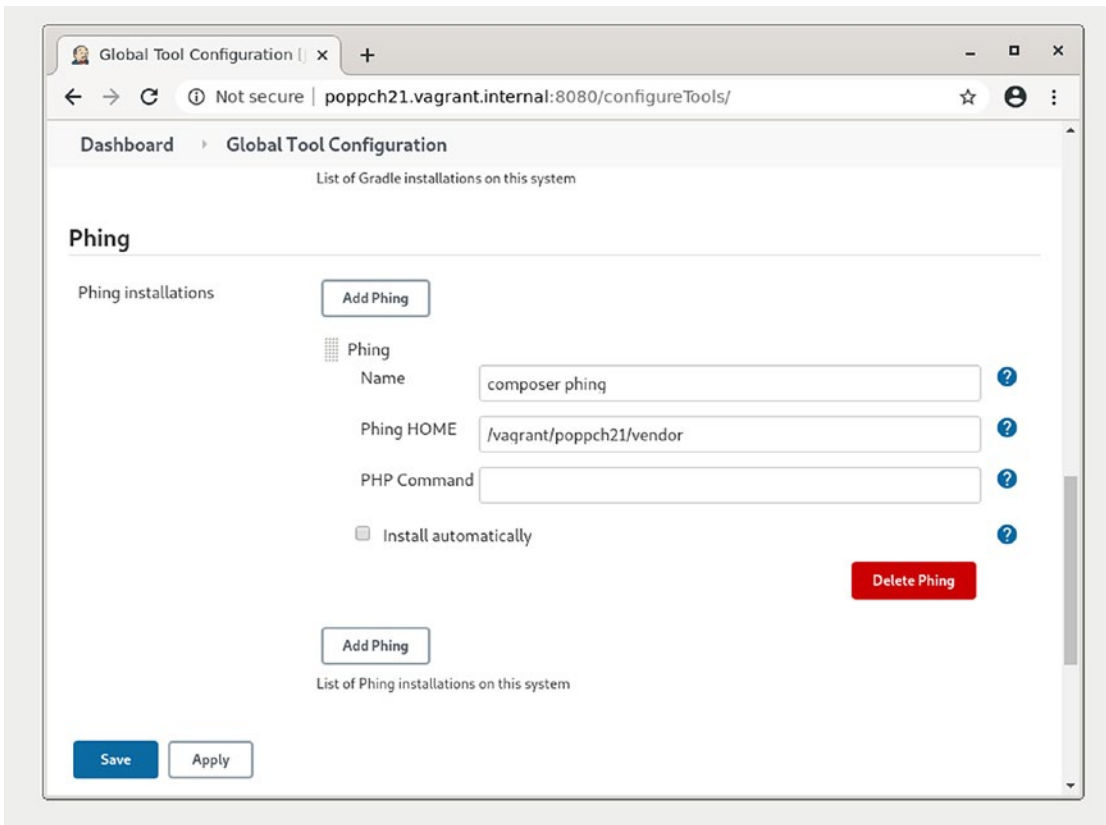 Global Tool Configuration [
Not secure | poppch21.vagrant.internal:8080/configureTools/
Dashboard Global Tool Configuration
List of Gradle installations on this system
Phing
Phing installations Add Phing
Phing
Name composer phing
Phing HOME /vagrant/poppch21/vendor
PHP Command
Install automatically
Delete Phing
Add Phing
List of Phing installations on this system
Save Apply